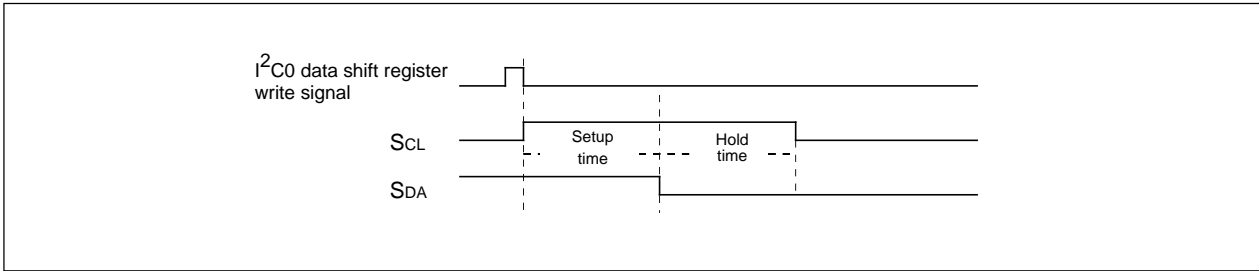 I²C0 data shift register
write signal
SCL
Setup
time
Hold
time
SDA